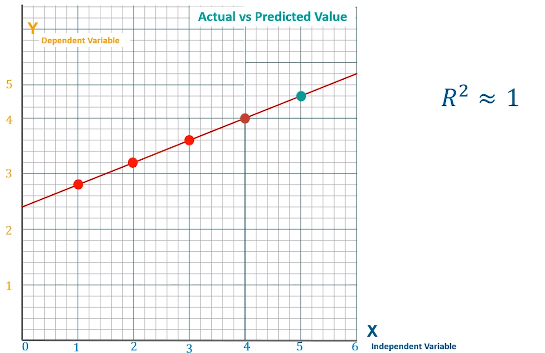 Actual vs Predicted Value
Y
Dependent Variable
5
4
3
2
1
0 1 2 3 4 5 6
X
Independent Variable
R² ≈ 1